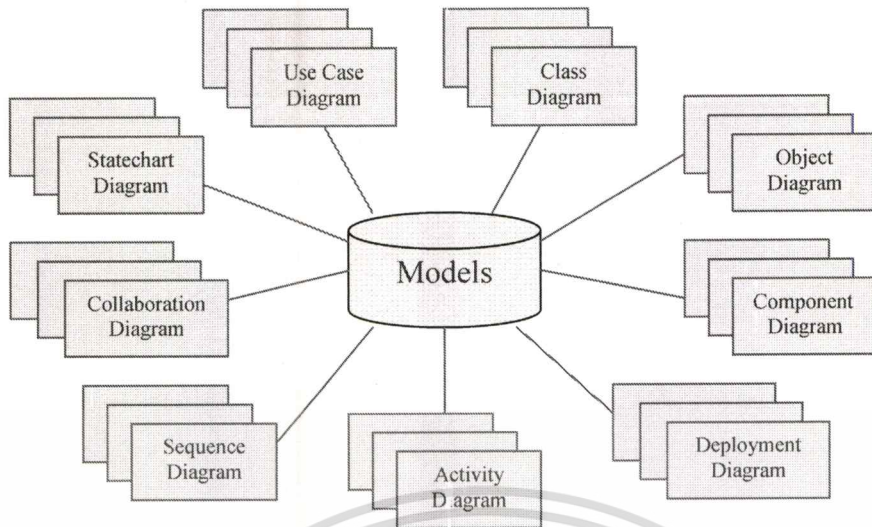 Use Case
Diagram
Class
Diagram
Statechart
Diagram
Object
Diagram
Models
Collaboration
Diagram
Component
Diagram
Sequence
Diagram
Activity
D agram
Deployment
Diagram